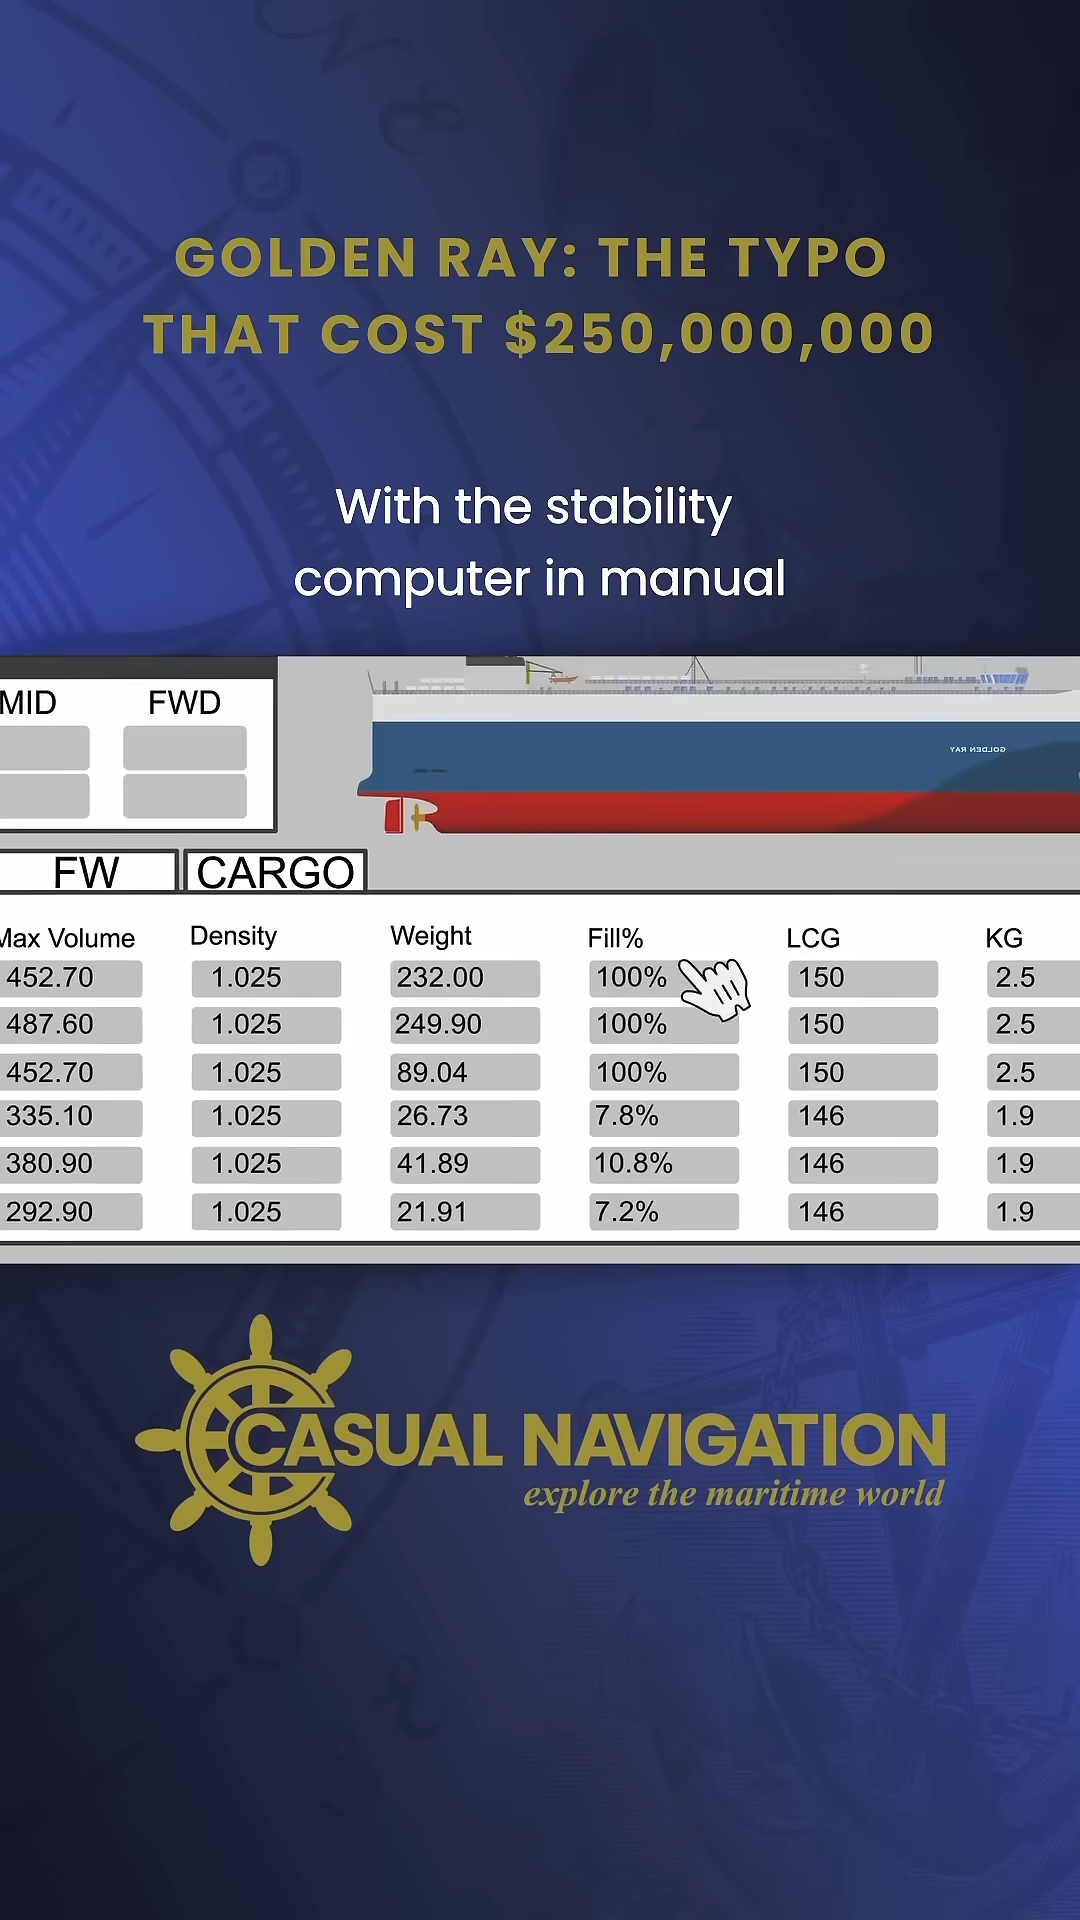 GOLDEN RAY: THE TYPO
THAT COST $250,000,000
With the stability
computer in manual
MID FWD
GOLDEN RAY
FW CARGO
Max Volume Density Weight Fill% LCG KG
452.70 1.025 232.00 100% 150 2.5
487.60 1.025 249.90 100% 150 2.5
452.70 1.025 89.04 100% 150 2.5
335.10 1.025 26.73 7.8% 146 1.9
380.90 1.025 41.89 10.8% 146 1.9
292.90 1.025 21.91 7.2% 146 1.9
CASUAL NAVIGATION
explore the maritime world